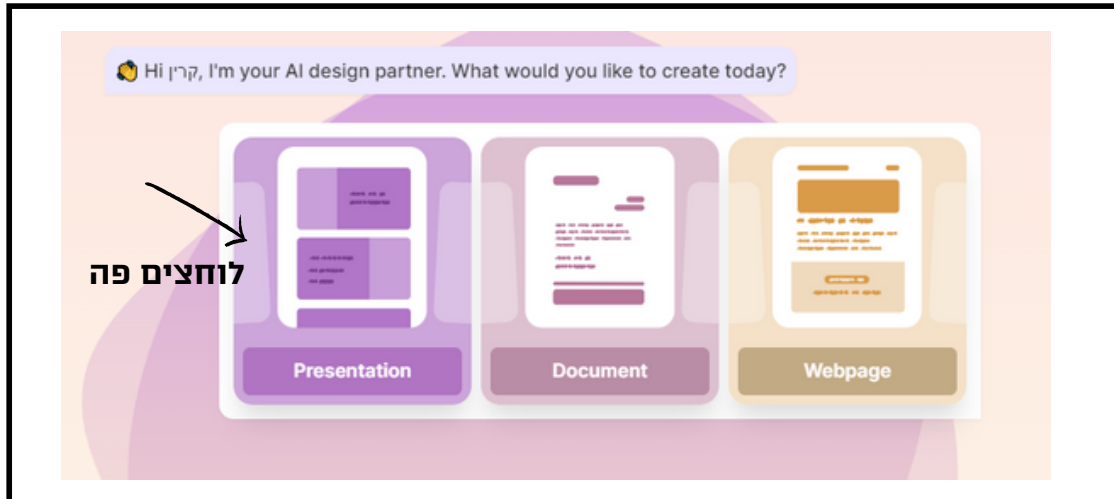 Hi קרין, I'm your AI design partner. What would you like to create today?
לוחצים פה
Presentation
Document
Webpage